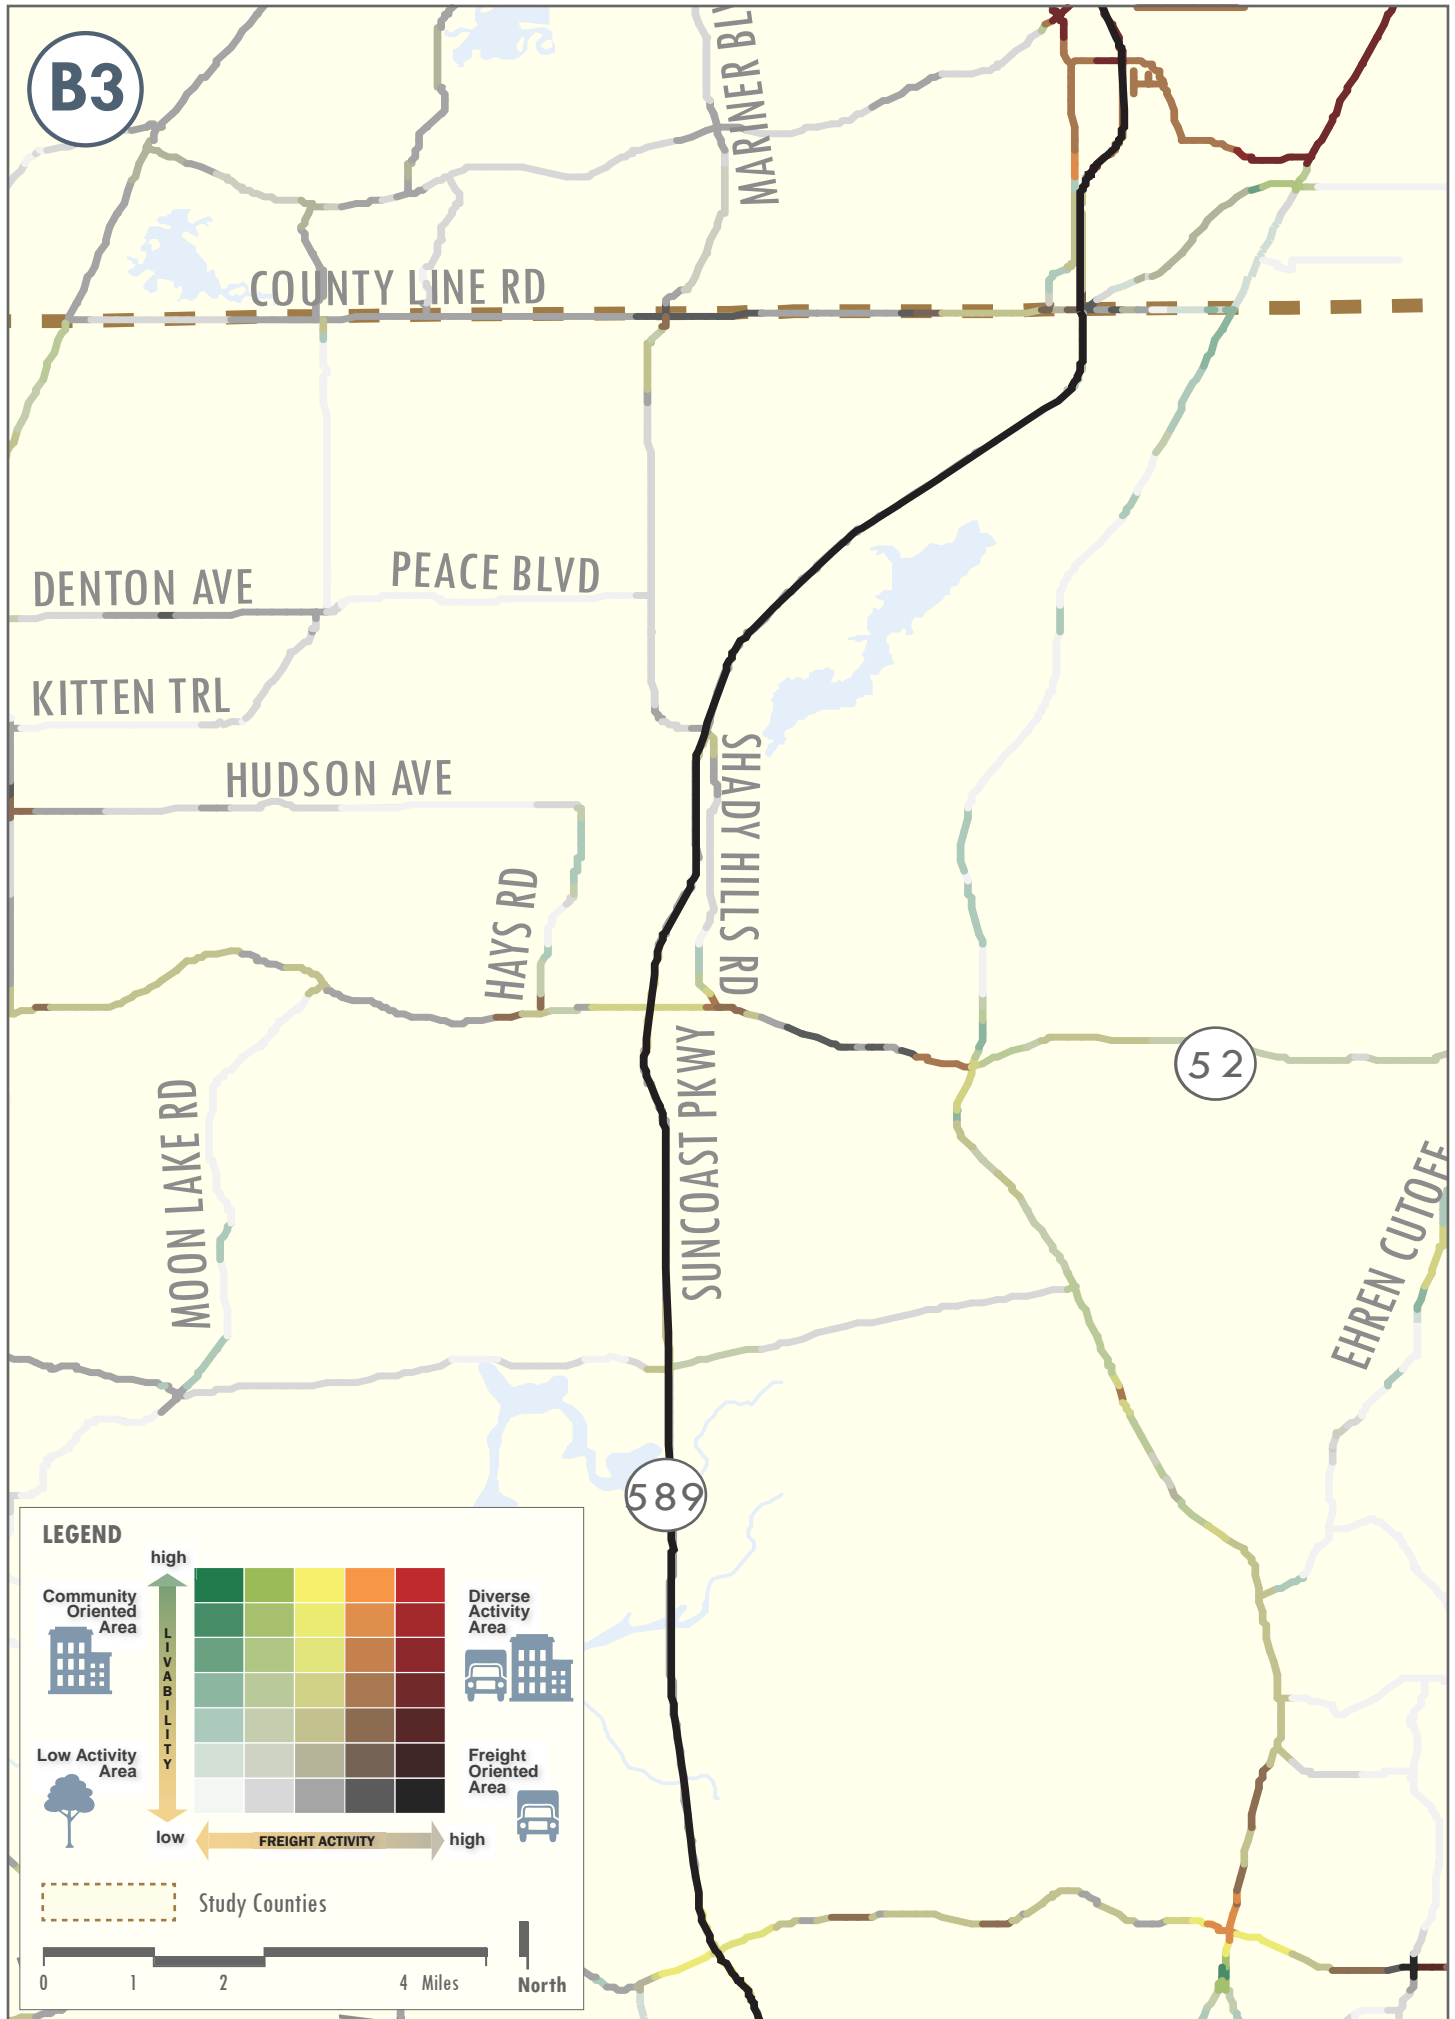 B3
MARINER BLV
COUNTY LINE RD
DENTON AVE
PEACE BLVD
KITTEN TRL
HUDSON AVE
SHADY HILLS RD
HAYS RD
SUNCOAST PKWY
52
MOON LAKE RD
EHREN CUTOFF
589
LEGEND
high
Community
Oriented
Area
LIVABILITY
Diverse
Activity
Area
Low Activity
Area
Freight
Oriented
Area
low
FREIGHT ACTIVITY
high
Study Counties
0 1 2 4 Miles
North